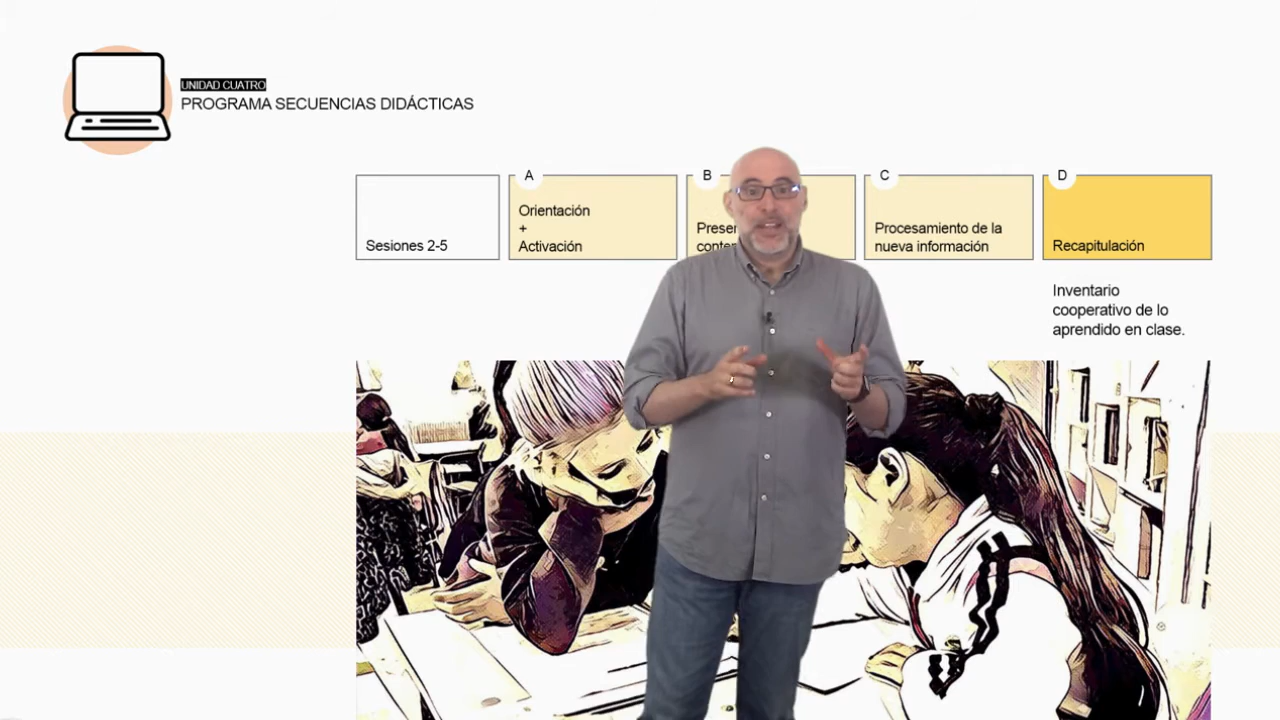 UNIDAD CUATRO
PROGRAMA SECUENCIAS DIDÁCTICAS
Sesiones 2-5
A
Orientación
+
Activación
B
C
Procesamiento de la
nueva información
D
Recapitulación
Inventario
cooperativo de lo
aprendido en clase.